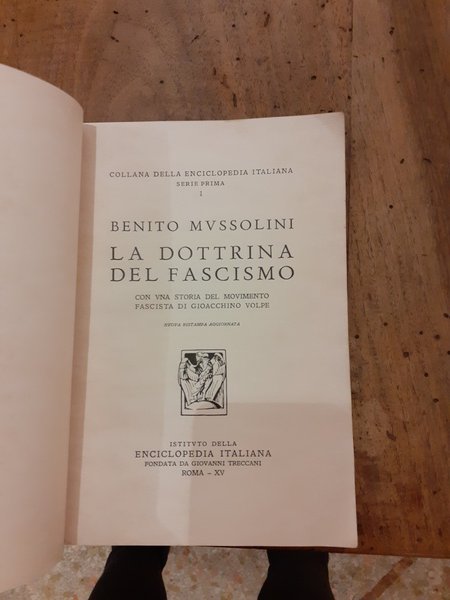 COLLANA DELLA ENCICLOPEDIA ITALIANA
SERIE PRIMA
I
BENITO MVSSOLINI
LA DOTTRINA
DEL FASCISMO
CON VNA STORIA DEL MOVIMENTO
FASCISTA DI GIOACCHINO VOLPE
NUOVA RISTAMPA AGGIORNATA
ISTITVTO DELLA
ENCICLOPEDIA ITALIANA
FONDATA DA GIOVANNI TRECCANI
ROMA - XV